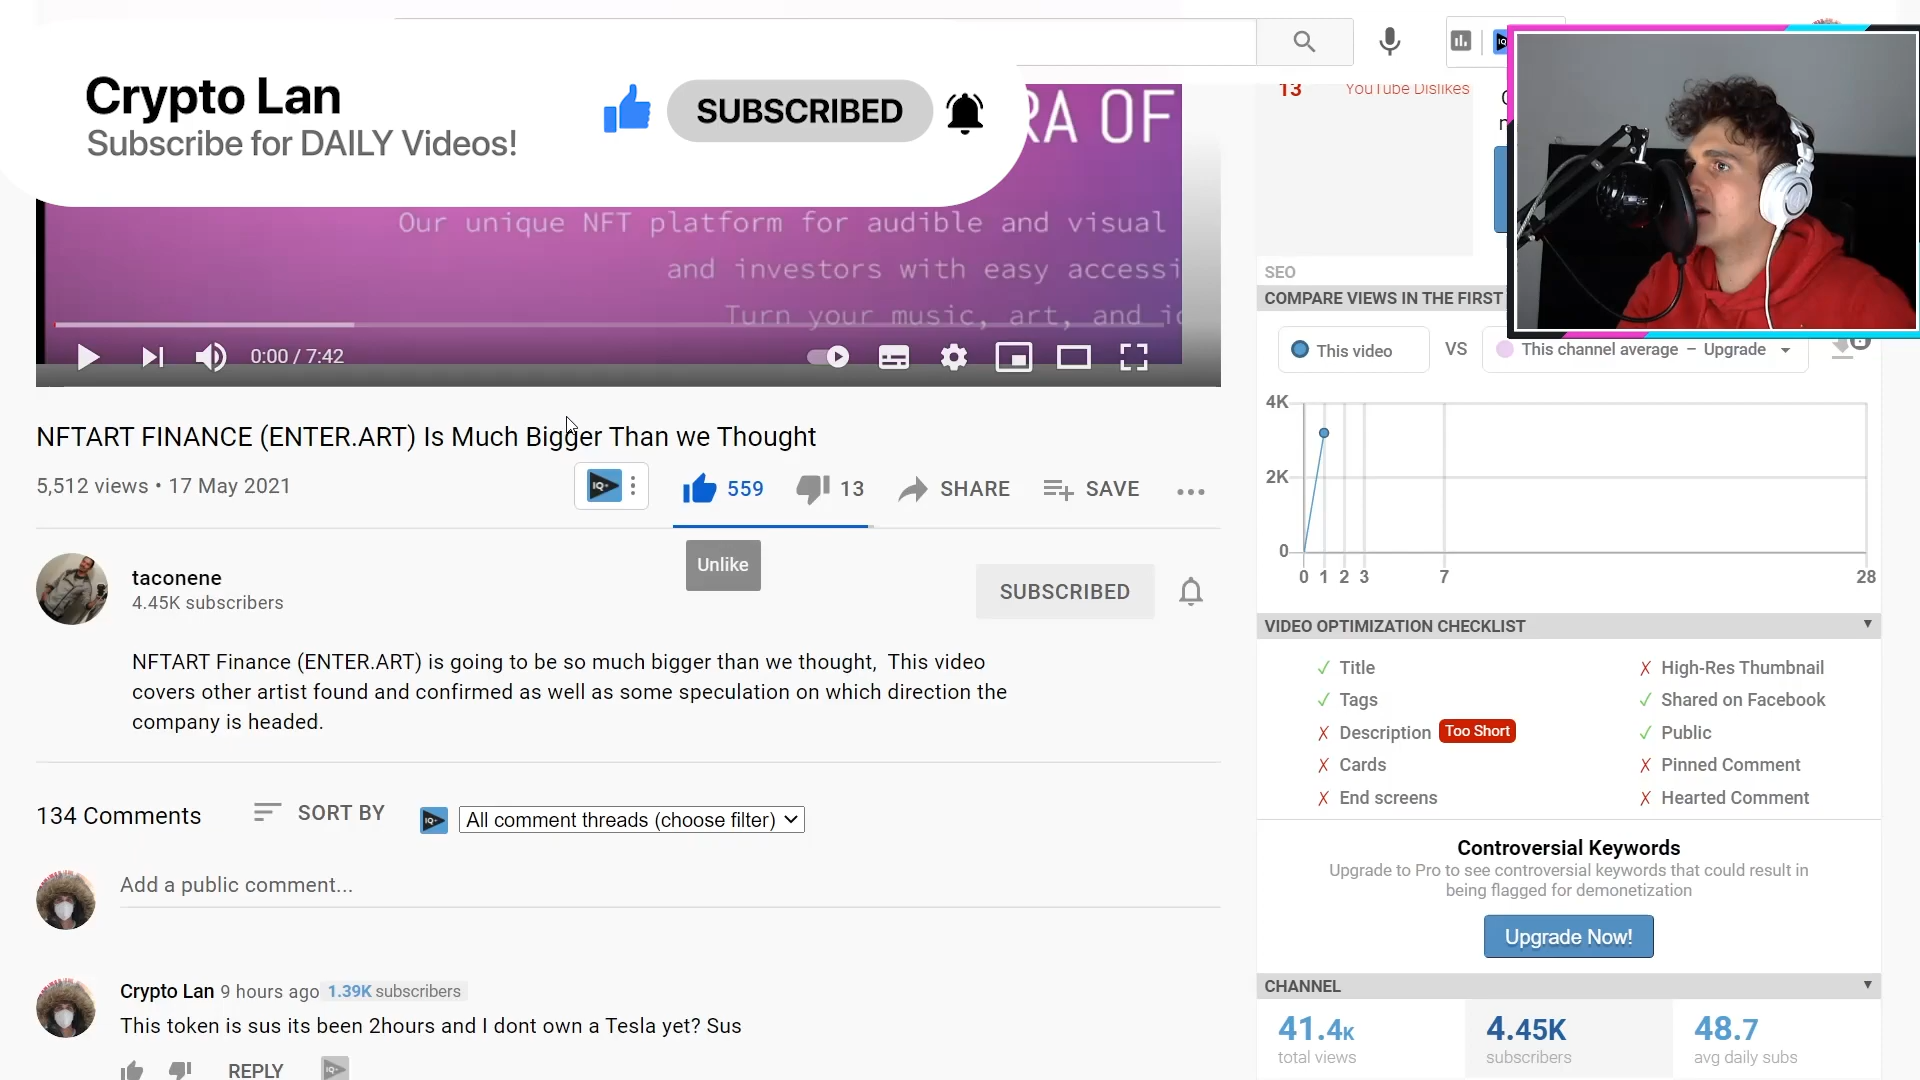 Crypto Lan
Subscribe for DAILY Videos!
SUBSCRIBED
RA OF
Our unique NFT platform for audible and visual
and investors with easy accessi
Turn your music, art, and
0:00 / 7:42
NFTART FINANCE (ENTER.ART) Is Much Bigger Than we Thought
5,512 views • 17 May 2021
IQ+
559
13
SHARE
SAVE
Unlike
taconene
4.45K subscribers
SUBSCRIBED
NFTART Finance (ENTER.ART) is going to be so much bigger than we thought, This video
covers other artist found and confirmed as well as some speculation on which direction the
company is headed.
134 Comments
SORT BY
IQ+
All comment threads (choose filter)
Add a public comment...
Crypto Lan 9 hours ago 1.39K subscribers
This token is sus its been 2hours and I dont own a Tesla yet? Sus
REPLY
IQ+
13
YouTube Dislikes
SEO
COMPARE VIEWS IN THE FIRST
This video
VS
This channel average – Upgrade
4K
2K
0
0 1 2 3 7 28
VIDEO OPTIMIZATION CHECKLIST
✓ Title
✗ High-Res Thumbnail
✓ Tags
✓ Shared on Facebook
✗ Description Too Short
✓ Public
✗ Cards
✗ Pinned Comment
✗ End screens
✗ Hearted Comment
Controversial Keywords
Upgrade to Pro to see controversial keywords that could result in
being flagged for demonetization
Upgrade Now!
CHANNEL
41.4K
total views
4.45K
subscribers
48.7
avg daily subs